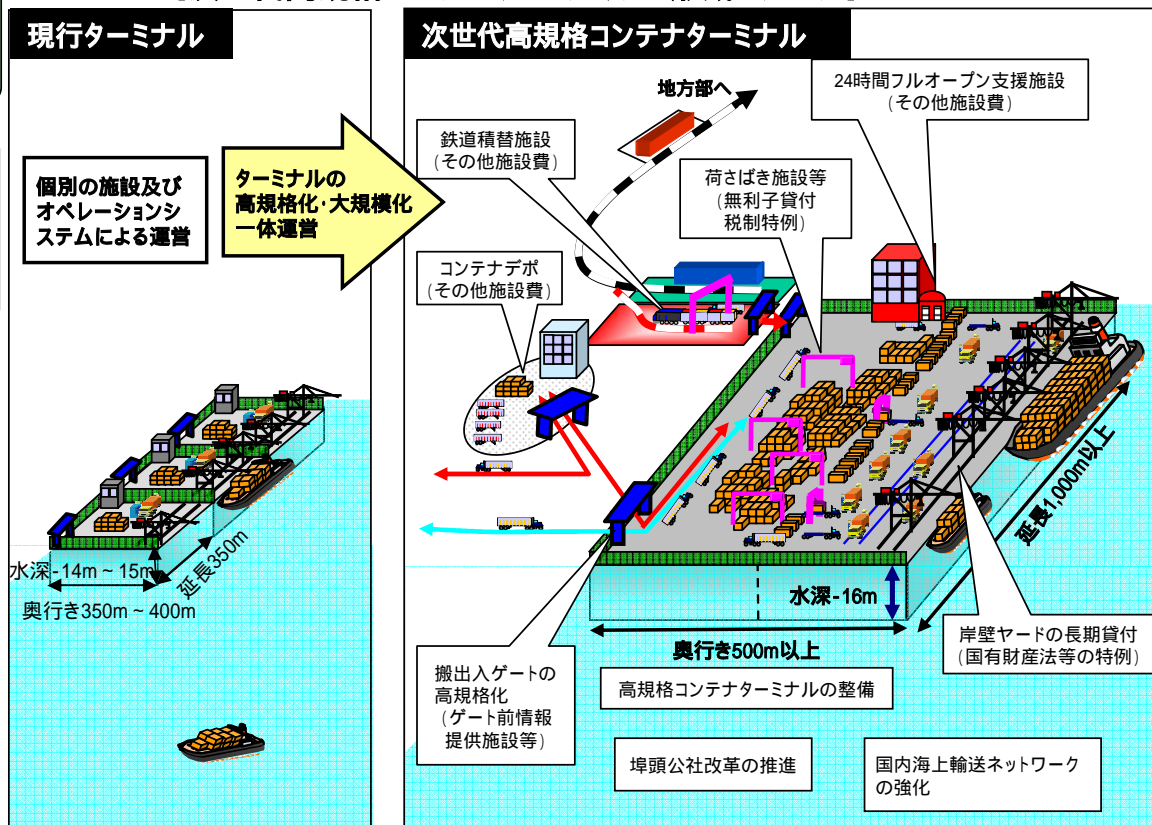 現行ターミナル
個別の施設及び
オペレーションシ
ステムによる運営
ターミナルの
高規格化･大規模化
一体運営
水深-14m ~ 15m
延長350m
奥行き350m ~ 400m
次世代高規格コンテナターミナル
地方部へ
24時間フルオープン支援施設
(その他施設費)
鉄道積替施設
(その他施設費)
荷さばき施設等
(無利子貸付
税制特例)
コンテナデポ
(その他施設費)
延長1,000m以上
水深-16m
奥行き500m以上
岸壁ヤードの長期貸付
(国有財産法等の特例)
搬出入ゲートの
高規格化
(ゲート前情報
提供施設等)
高規格コンテナターミナルの整備
埠頭公社改革の推進
国内海上輸送ネットワーク
の強化